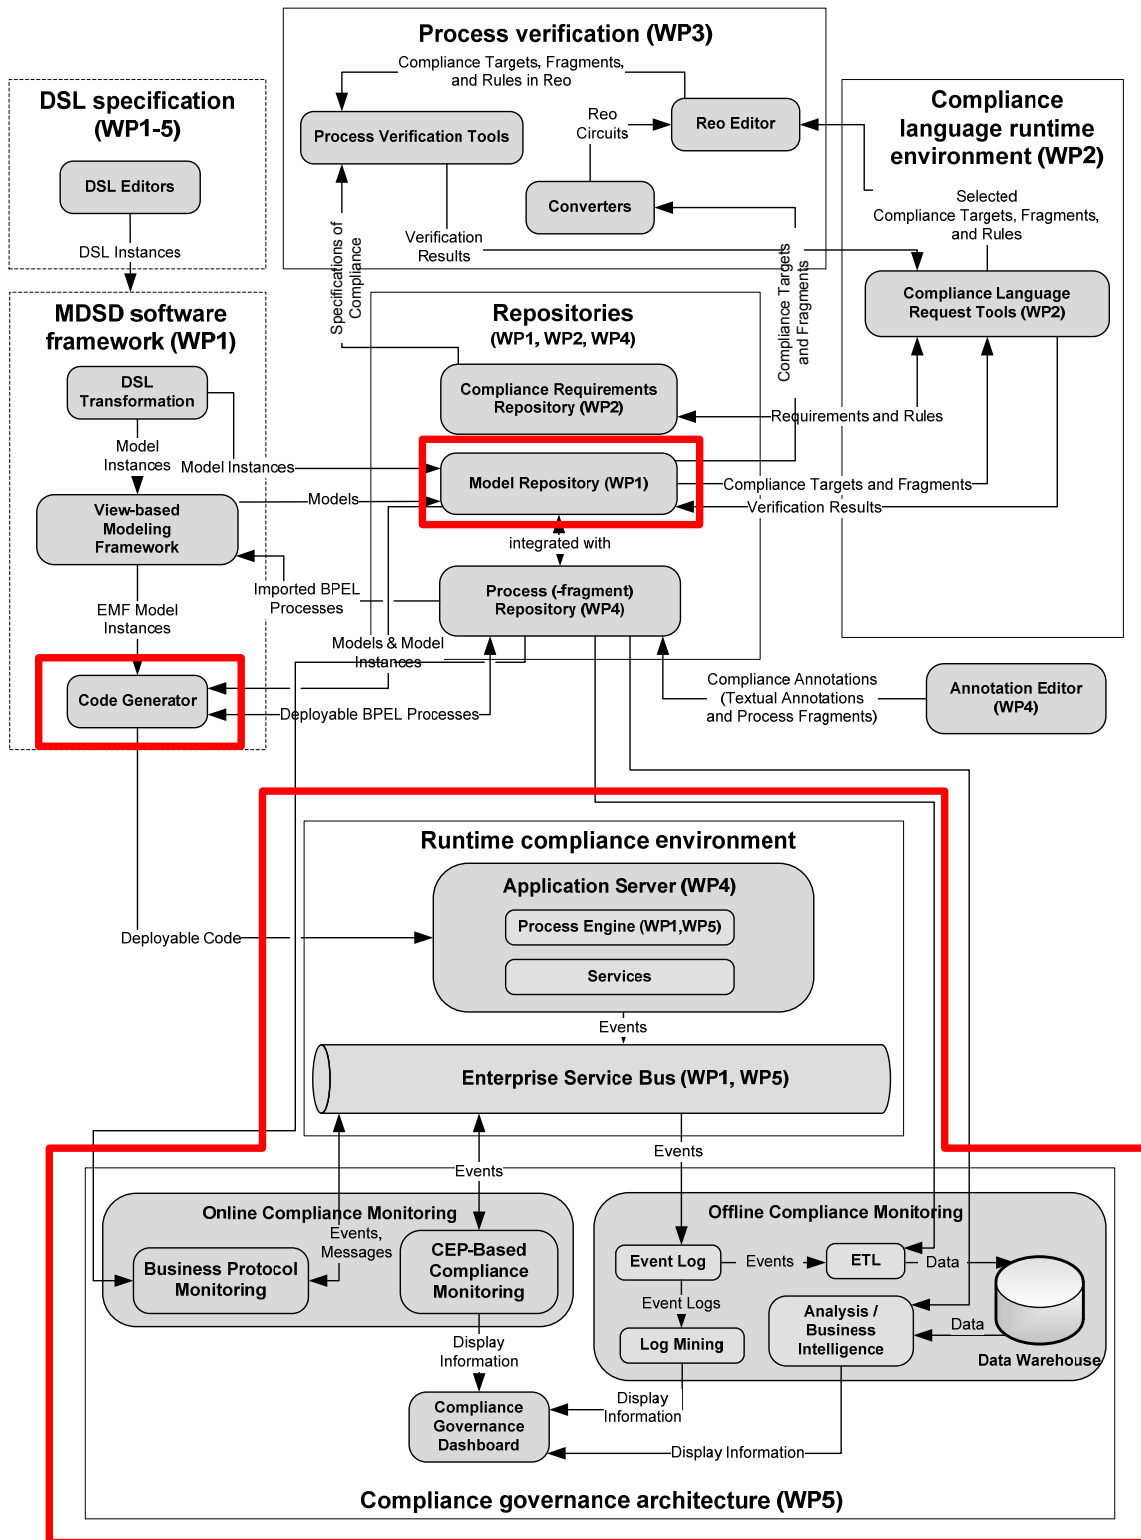 Process verification (WP3)
Compliance Targets, Fragments,
and Rules in Reo
Process Verification Tools
Reo
Circuits
Reo Editor
Converters
Verification
Results
DSL specification
(WP1-5)
DSL Editors
DSL Instances
Compliance
language runtime
environment (WP2)
Selected
Compliance Targets, Fragments,
and Rules
Compliance Language
Request Tools (WP2)
Specifications of
Compliance
Compliance Targets
and Fragments
MDSD software
framework (WP1)
DSL
Transformation
Model
Instances
Model Instances
View-based
Modeling
Framework
Models
EMF Model
Instances
Code Generator
Repositories
(WP1, WP2, WP4)
Compliance Requirements
Repository (WP2)
Requirements and Rules
Model Repository (WP1)
Compliance Targets and Fragments
Verification Results
integrated with
Process (-fragment)
Repository (WP4)
Imported BPEL
Processes
Models & Model
Instances
Deployable BPEL Processes
Compliance Annotations
(Textual Annotations
and Process Fragments)
Annotation Editor
(WP4)
Runtime compliance environment
Application Server (WP4)
Process Engine (WP1,WP5)
Services
Deployable Code
Events
Enterprise Service Bus (WP1, WP5)
Events
Events
Online Compliance Monitoring
Events,
Messages
Business Protocol
Monitoring
CEP-Based
Compliance
Monitoring
Offline Compliance Monitoring
Event Log
Events
ETL
Data
Event Logs
Log Mining
Analysis /
Business
Intelligence
Data
Data Warehouse
Display
Information
Compliance
Governance
Dashboard
Display
Information
Display Information
Compliance governance architecture (WP5)